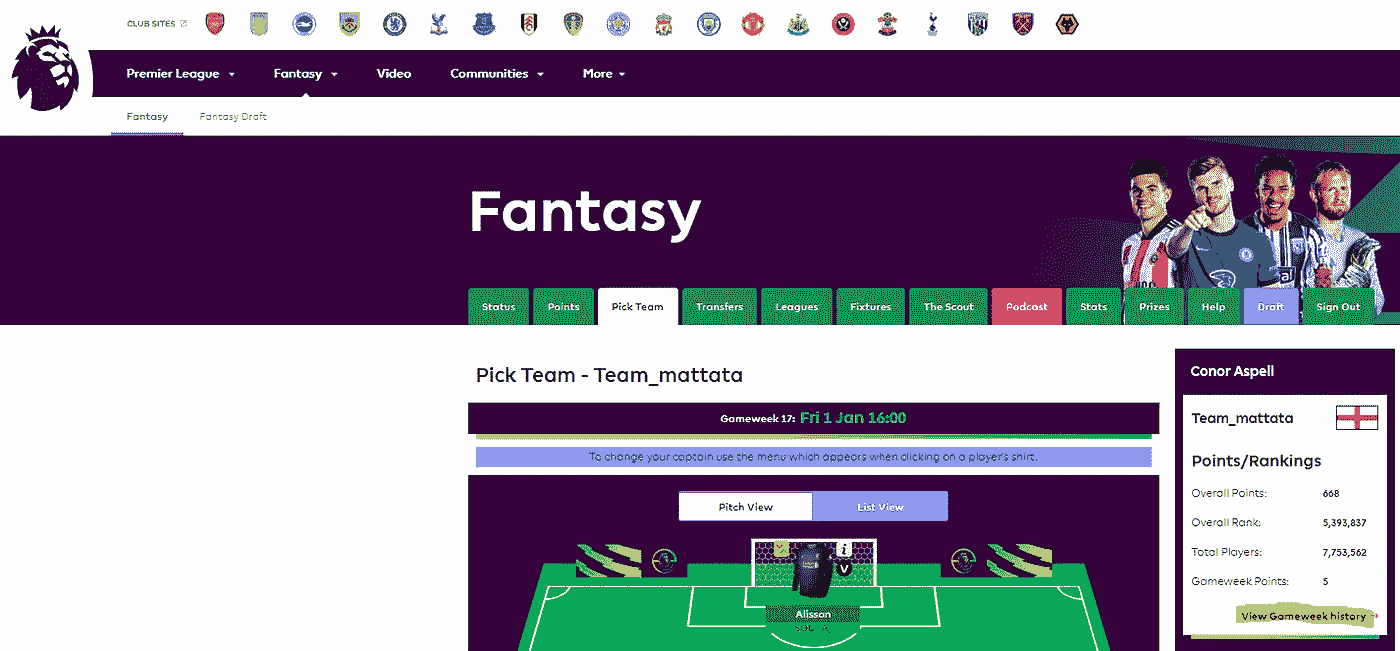 CLUB SITES
Premier League Fantasy Video Communities More
Fantasy Fantasy Draft
Fantasy
Status Points Pick Team Transfers Leagues Fixtures The Scout Podcast Stats Prizes Help Draft Sign Out
Pick Team - Team_mattata
Gameweek 17: Fri 1 Jan 16:00
To change your captain use the menu which appears when clicking on a player's shirt.
Pitch View List View
i
V
Alisson
Conor Aspell
Team_mattata
Points/Rankings
Overall Points: 668
Overall Rank: 5,393,837
Total Players: 7,753,562
Gameweek Points: 5
View Gameweek history